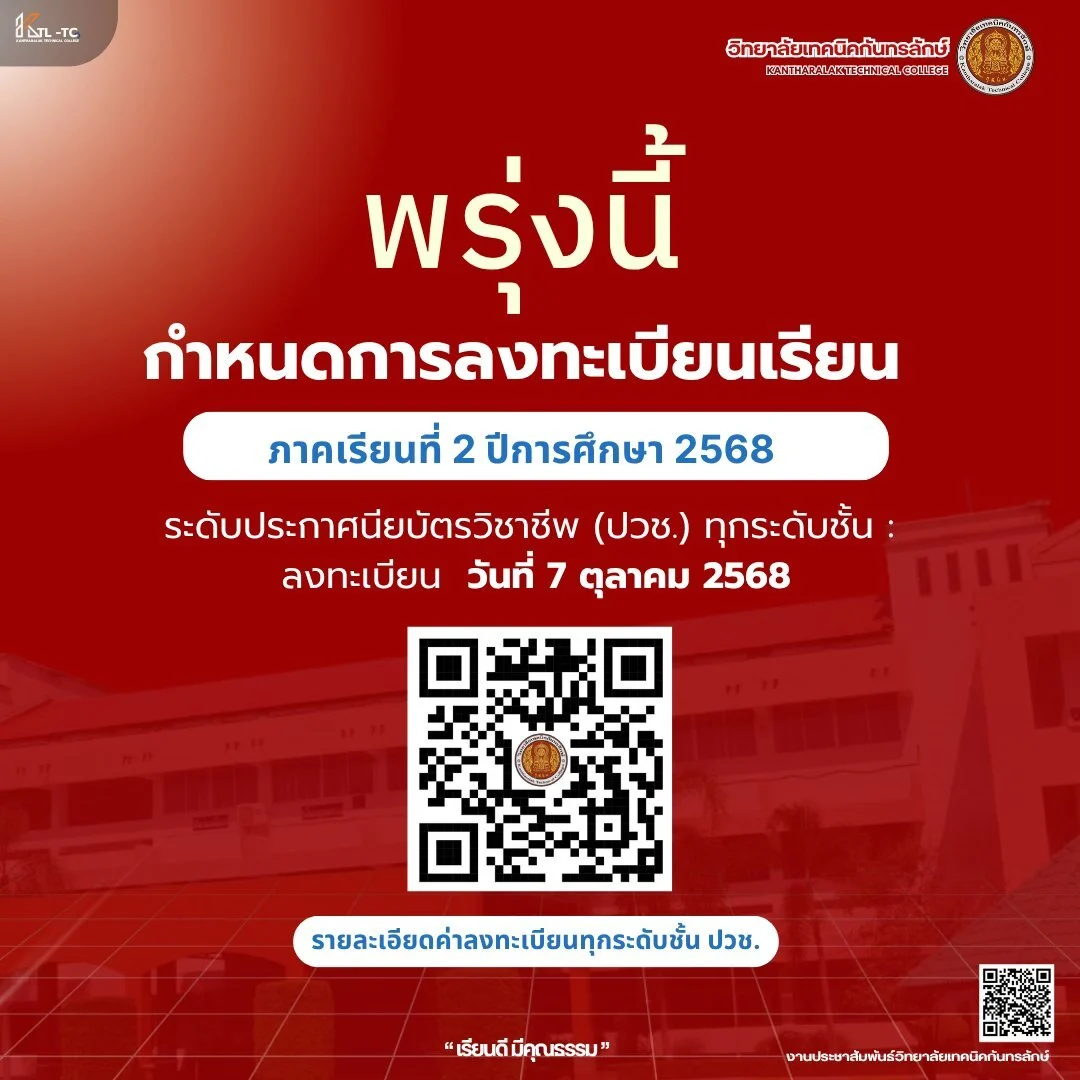 KTL -TC
KANTHARALAK TECHNICAL COLLEGE
วิทยาลัยเทคนิคกันทรลักษ์
KANTHARALAK TECHNICAL COLLEGE
พรุ่งนี้
กำหนดการลงทะเบียนเรียน
ภาคเรียนที่ 2 ปีการศึกษา 2568
ระดับประกาศนียบัตรวิชาชีพ (ปวช.) ทุกระดับชั้น :
ลงทะเบียน วันที่ 7 ตุลาคม 2568
รายละเอียดค่าลงทะเบียนทุกระดับชั้น ปวช.
“ เรียนดี มีคุณธรรม ”
งานประชาสัมพันธ์วิทยาลัยเทคนิคกันทรลักษ์